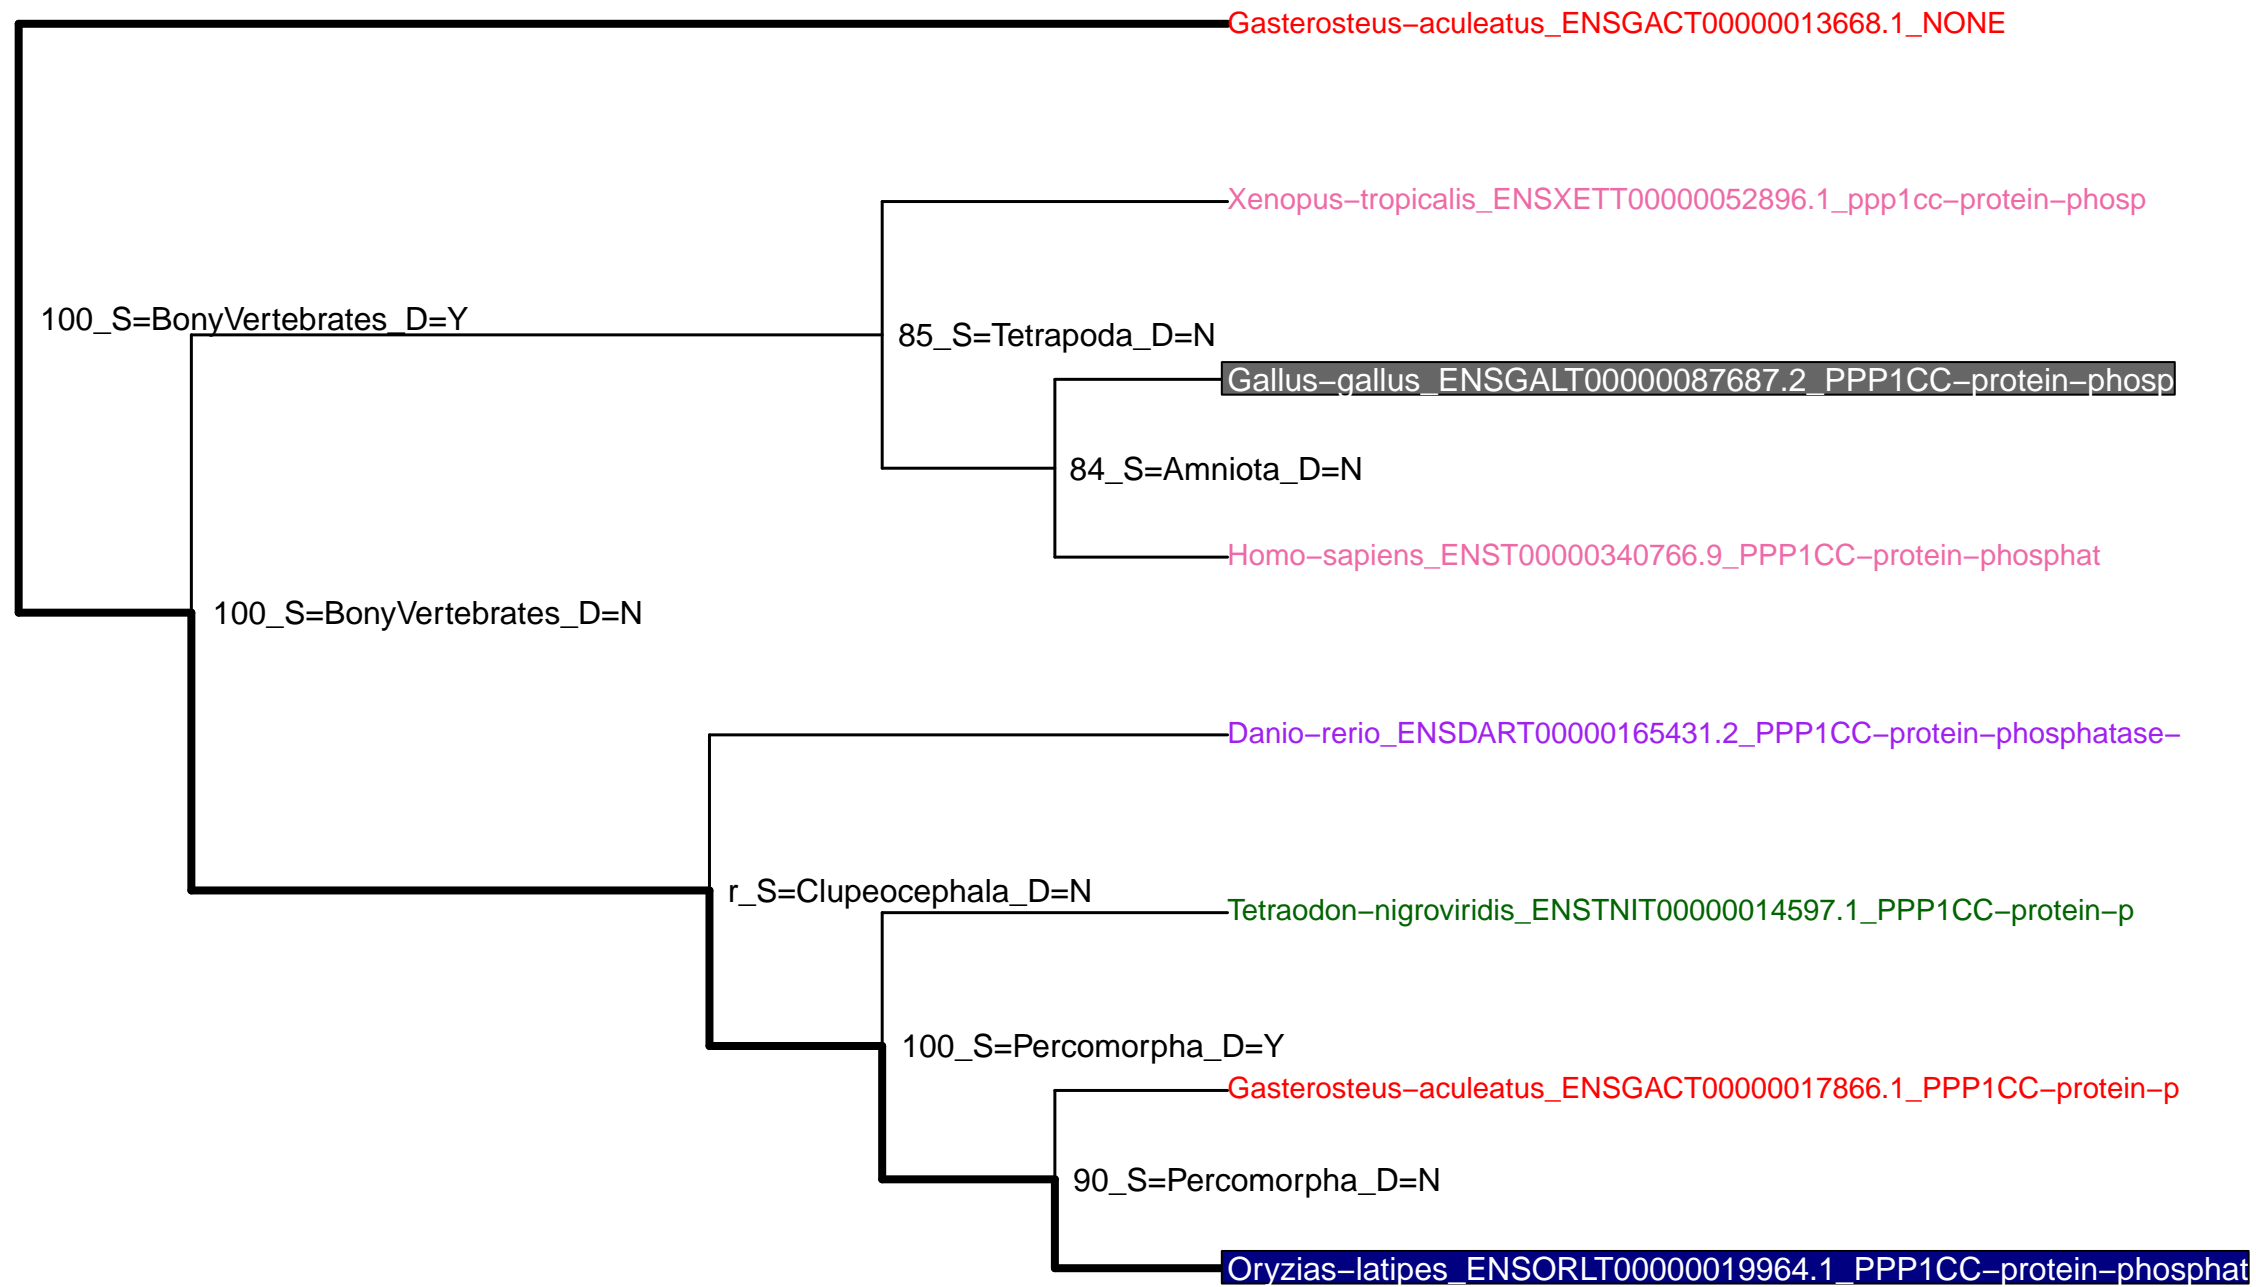 Gasterosteus–aculeatus_ENSGACT00000013668.1_NONE
Xenopus–tropicalis_ENSXETT00000052896.1_ppp1cc–protein–phosp
100_S=BonyVertebrates_D=Y
85_S=Tetrapoda_D=N
Gallus–gallus_ENSGALT00000087687.2_PPP1CC–protein–phosp
84_S=Amniota_D=N
Homo–sapiens_ENST00000340766.9_PPP1CC–protein–phosphat
100_S=BonyVertebrates_D=N
Danio–rerio_ENSDART00000165431.2_PPP1CC–protein–phosphatase–
r_S=Clupeocephala_D=N
Tetraodon–nigroviridis_ENSTNIT00000014597.1_PPP1CC–protein–p
100_S=Percomorpha_D=Y
Gasterosteus–aculeatus_ENSGACT00000017866.1_PPP1CC–protein–p
90_S=Percomorpha_D=N
Oryzias–latipes_ENSORLT00000019964.1_PPP1CC–protein–phosphat